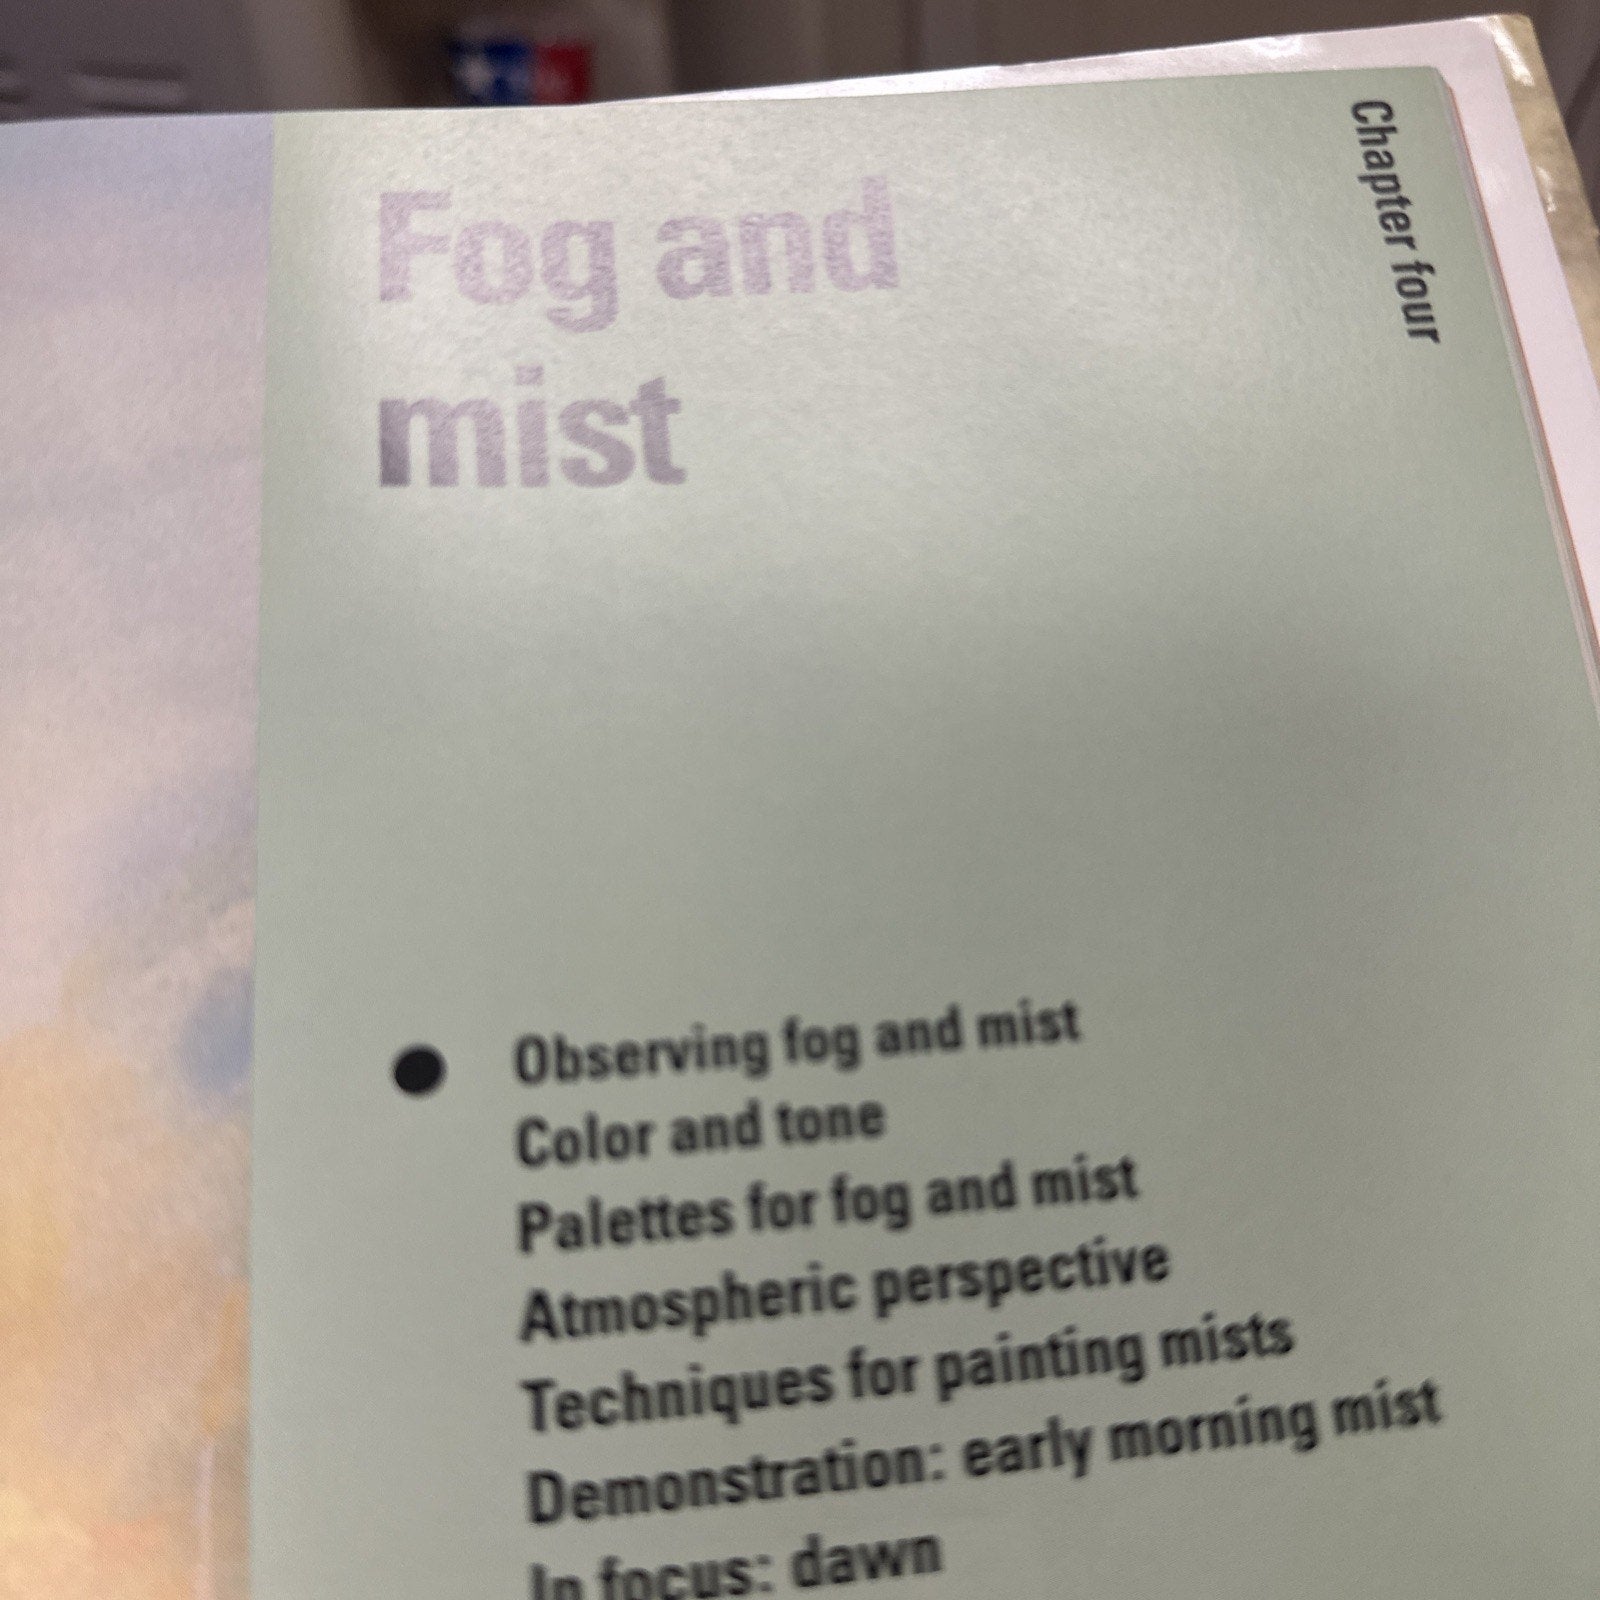 Chapter four
Fog and
mist
Observing fog and mist
Color and tone
Palettes for fog and mist
Atmospheric perspective
Techniques for painting mists
Demonstration: early morning mist
In focus: dawn